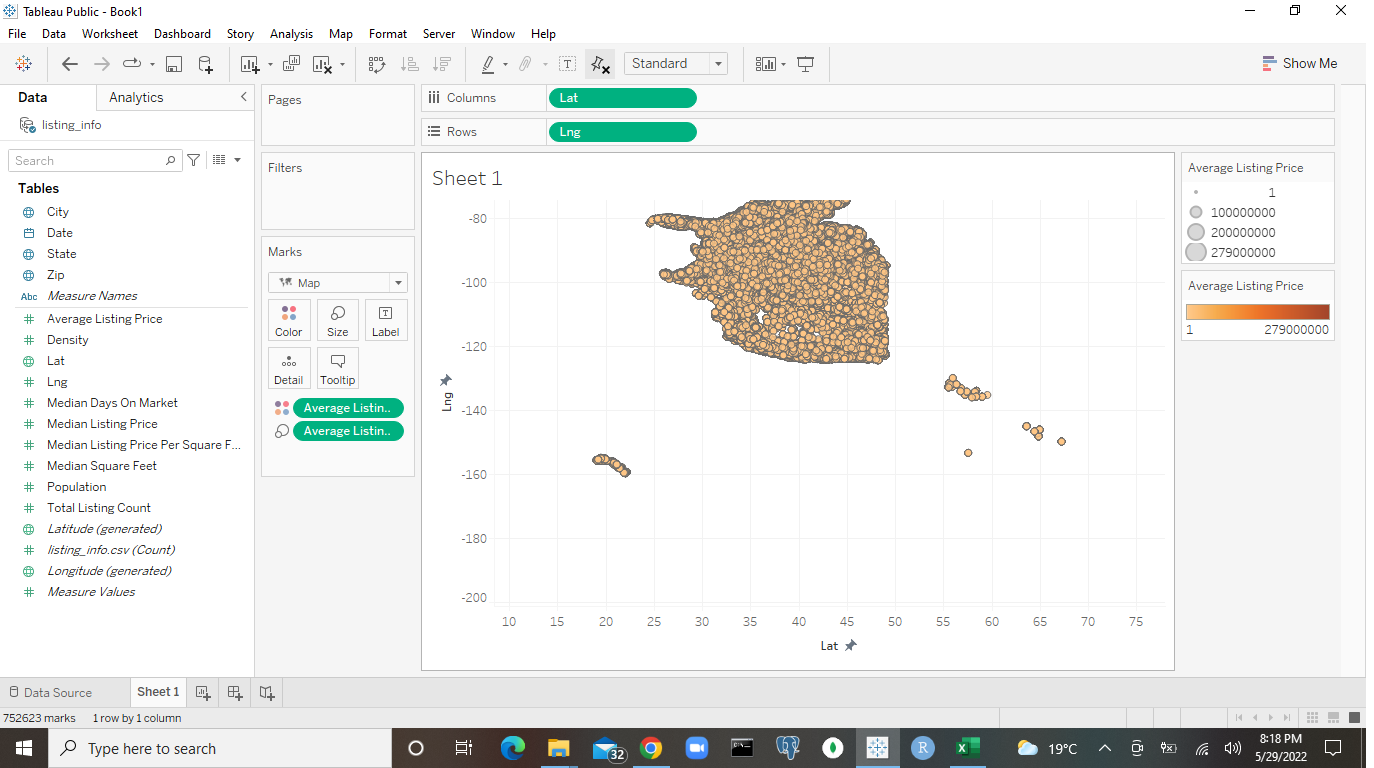 Tableau Public - Book1
File Data Worksheet Dashboard Story Analysis Map Format Server Window Help
Standard
Show Me
Data Analytics
listing_info
Search
Tables
City
Date
State
Zip
Abc Measure Names
Average Listing Price
Density
Lat
Lng
Median Days On Market
Median Listing Price
Median Listing Price Per Square F...
Median Square Feet
Population
Total Listing Count
Latitude (generated)
listing_info.csv (Count)
Longitude (generated)
Measure Values
Pages
Filters
Marks
Map
Color Size Label
Detail Tooltip
Average Listin..
Average Listin..
Columns Lat
Rows Lng
Sheet 1
-80
-100
-120
-140
-160
-180
-200
Lng
10 15 20 25 30 35 40 45 50 55 60 65 70 75
Lat
Average Listing Price
1
100000000
200000000
279000000
Average Listing Price
1 279000000
Data Source Sheet 1
752623 marks 1 row by 1 column
Type here to search
32
R
19°C
8:18 PM
5/29/2022